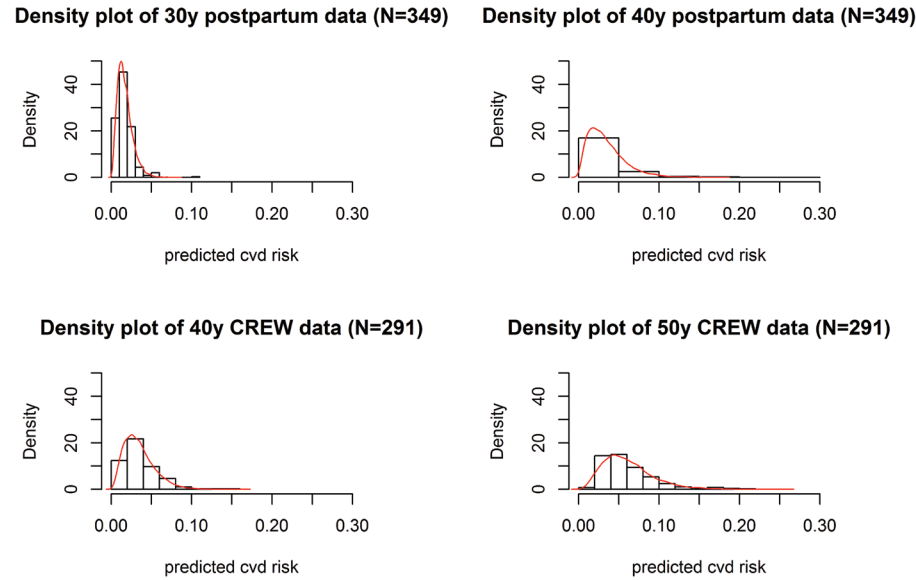 Density plot of 30y postpartum data (N=349)
Density
0 20 40
0.00 0.10 0.20 0.30
predicted cvd risk
Density plot of 40y postpartum data (N=349)
Density
0 20 40
0.00 0.10 0.20 0.30
predicted cvd risk
Density plot of 40y CREW data (N=291)
Density
0 20 40
0.00 0.10 0.20 0.30
predicted cvd risk
Density plot of 50y CREW data (N=291)
Density
0 20 40
0.00 0.10 0.20 0.30
predicted cvd risk